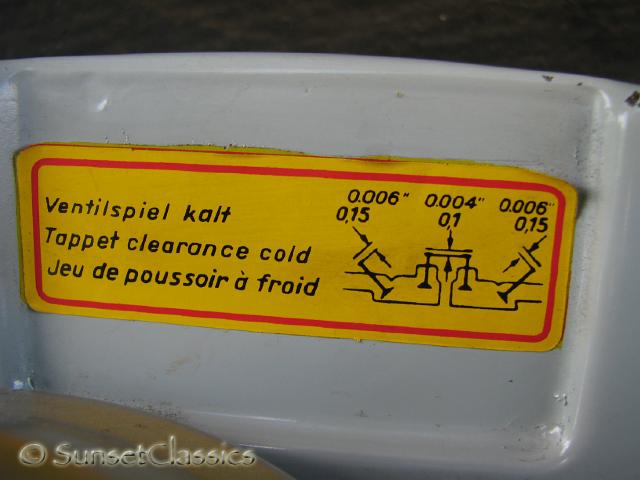 Ventilspiel kalt
Tappet clearance cold
Jeu de poussoir à froid
0.006" 0.004" 0.006"
0,15 0,1 0,15
© SunsetClassics